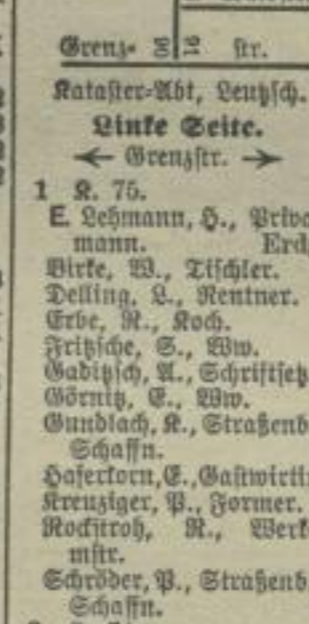 Grenz- 16 str.
Kataster-Abt, Leutzsch.
Linke Seite.
← Grenzstr. →
1 K. 75.
E. Lehmann, H., Priva
mann. Erd
Birke, W., Tischler.
Delling, L., Rentner.
Erbe, R., Koch.
Fritzsche, S., Ww.
Gaditzsch, A., Schriftsetz
Görnitz, E., Ww.
Gundlach, K., Straßenb
Schaffn.
Haferkorn, E., Gastwirtin
Kreuziger, P., Former.
Rockstroh, R., Werk
mstr.
Schröder, P., Straßenb
Schaffn.